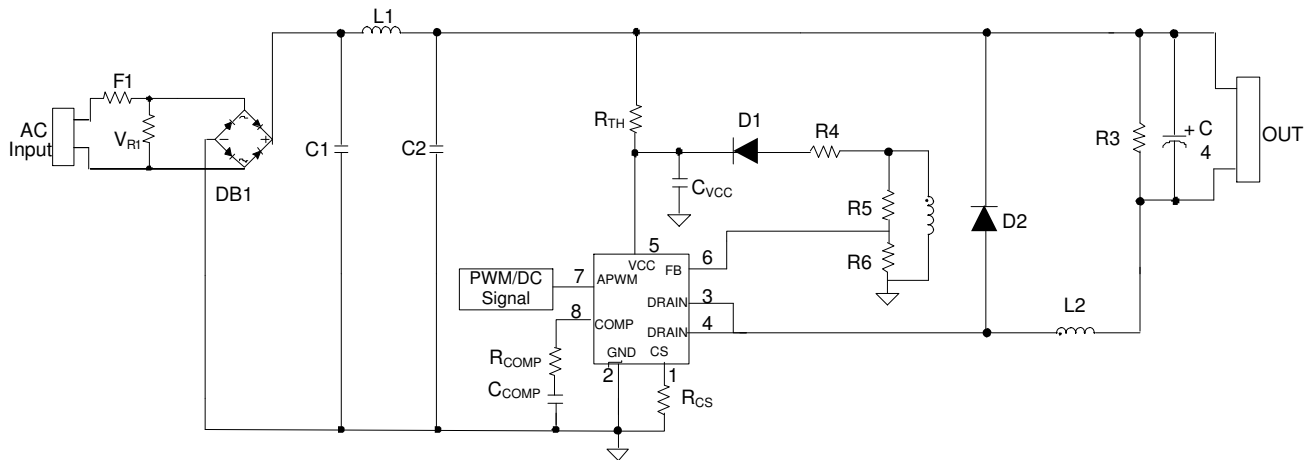 L1
F1
AC
Input
VR1
DB1
C1
C2
RTH
D1
R4
CVCC
R5
R6
D2
R3
+ C
4
OUT
L2
5
VCC
6
FB
PWM/DC
Signal
7
APWM
DRAIN
3
8
COMP
DRAIN
4
GND
CS
2
1
RCOMP
CCOMP
RCS
~
~
-
+